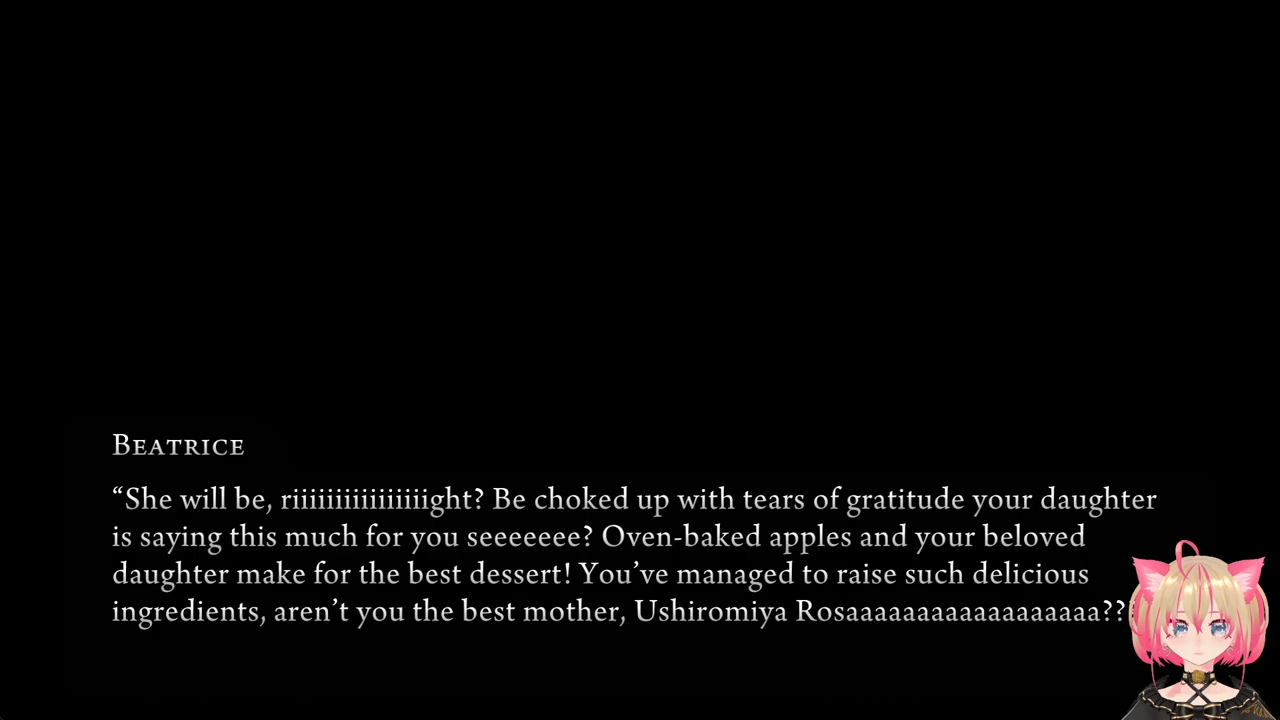 Beatrice
“She will be, riiiiiiiiiiiiiiight? Be choked up with tears of gratitude your daughter
is saying this much for you seeeeeee? Oven-baked apples and your beloved
daughter make for the best dessert! You’ve managed to raise such delicious
ingredients, aren’t you the best mother, Ushiromiya Rosaaaaaaaaaaaaaaaaaa??